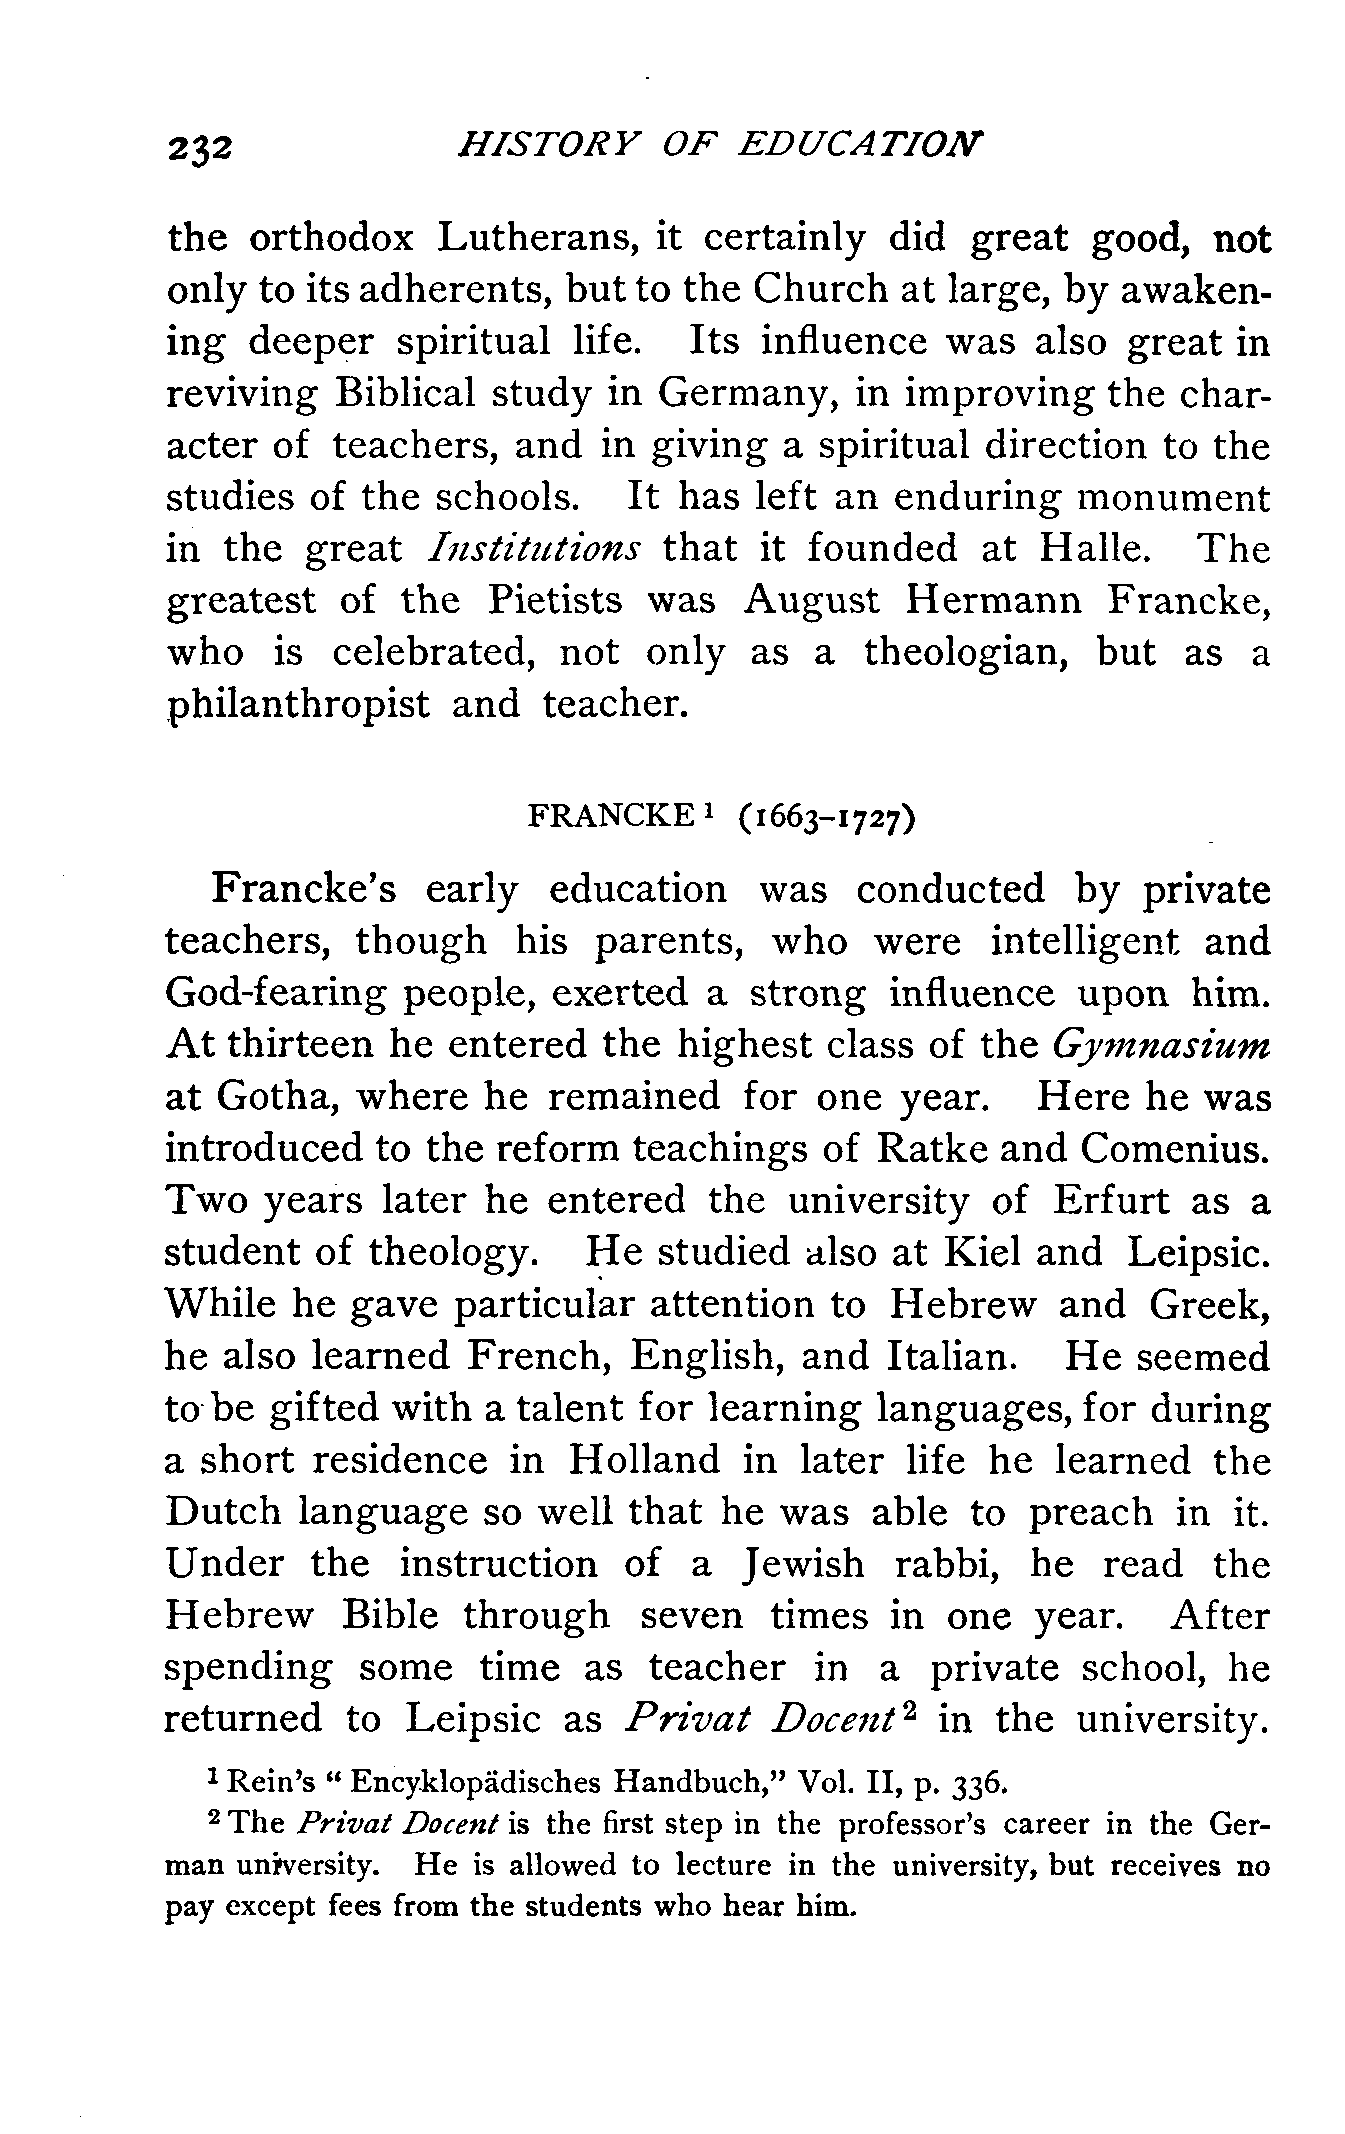 232 HISTORY OF EDUCATION
the orthodox Lutherans, it certainly did great good, not
only to its adherents, but to the Church at large, by awaken-
ing deeper spiritual life. Its influence was also great in
reviving Biblical study in Germany, in improving the char-
acter of teachers, and in giving a spiritual direction to the
studies of the schools. It has left an enduring monument
in the great Institutions that it founded at Halle. The
greatest of the Pietists was August Hermann Francke,
who is celebrated, not only as a theologian, but as a
philanthropist and teacher.
FRANCKE ¹ (1663–1727)
Francke's early education was conducted by private
teachers, though his parents, who were intelligent and
God-fearing people, exerted a strong influence upon him.
At thirteen he entered the highest class of the Gymnasium
at Gotha, where he remained for one year. Here he was
introduced to the reform teachings of Ratke and Comenius.
Two years later he entered the university of Erfurt as a
student of theology. He studied also at Kiel and Leipsic.
While he gave particular attention to Hebrew and Greek,
he also learned French, English, and Italian. He seemed
to be gifted with a talent for learning languages, for during
a short residence in Holland in later life he learned the
Dutch language so well that he was able to preach in it.
Under the instruction of a Jewish rabbi, he read the
Hebrew Bible through seven times in one year. After
spending some time as teacher in a private school, he
returned to Leipsic as Privat Docent ² in the university.
¹ Rein's "Encyklopädisches Handbuch," Vol. II, p. 336.
² The Privat Docent is the first step in the professor's career in the Ger-
man university. He is allowed to lecture in the university, but receives no
pay except fees from the students who hear him.